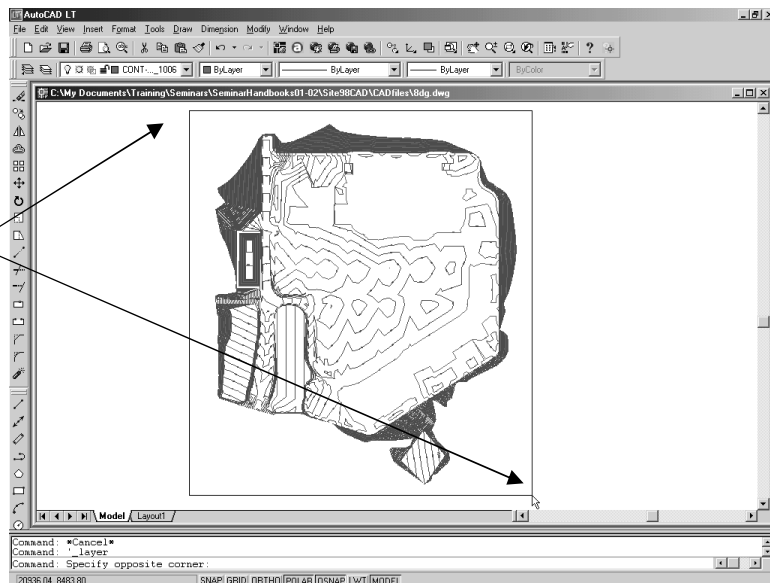 AutoCAD LT
File Edit View Insert Format Tools Draw Dimension Modify Window Help
CONT-..._1006 ByLayer ByLayer ByLayer ByColor
C:\My Documents\Training\Seminars\SeminarHandbooks01-02\Site98CAD\CADfiles\8dg.dwg
Model Layout1
Command: *Cancel*
Command: '_layer
Command: Specify opposite corner:
20936.04, 8483.80 SNAP GRID ORTHO POLAR OSNAP LWT MODEL